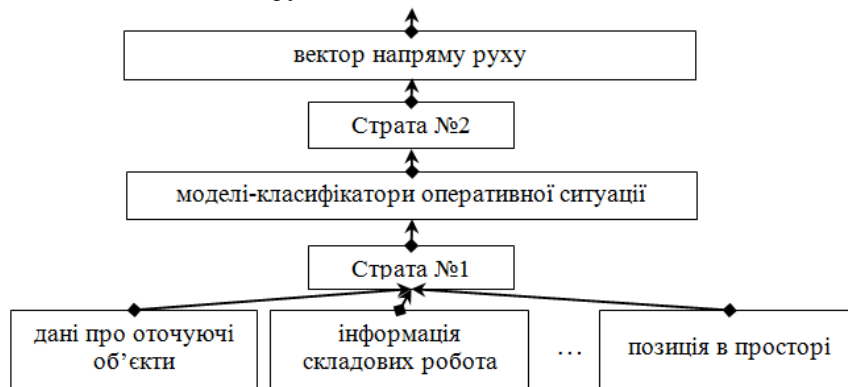 вектор напряму руху
Страта №2
моделі-класифікатори оперативної ситуації
Страта №1
дані про оточуючі
об’єкти
інформація
складових робота
…
позиція в просторі